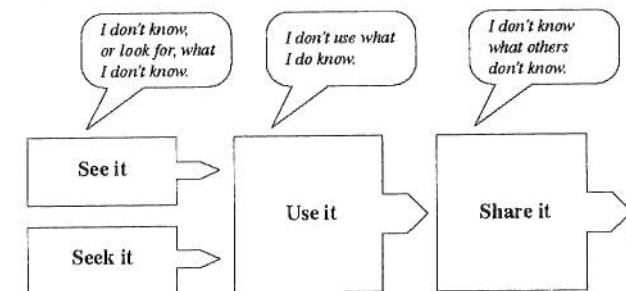 I don't know,
or look for, what
I don't know.
I don't use what
I do know.
I don't know
what others
don't know.
See it
Seek it
Use it
Share it